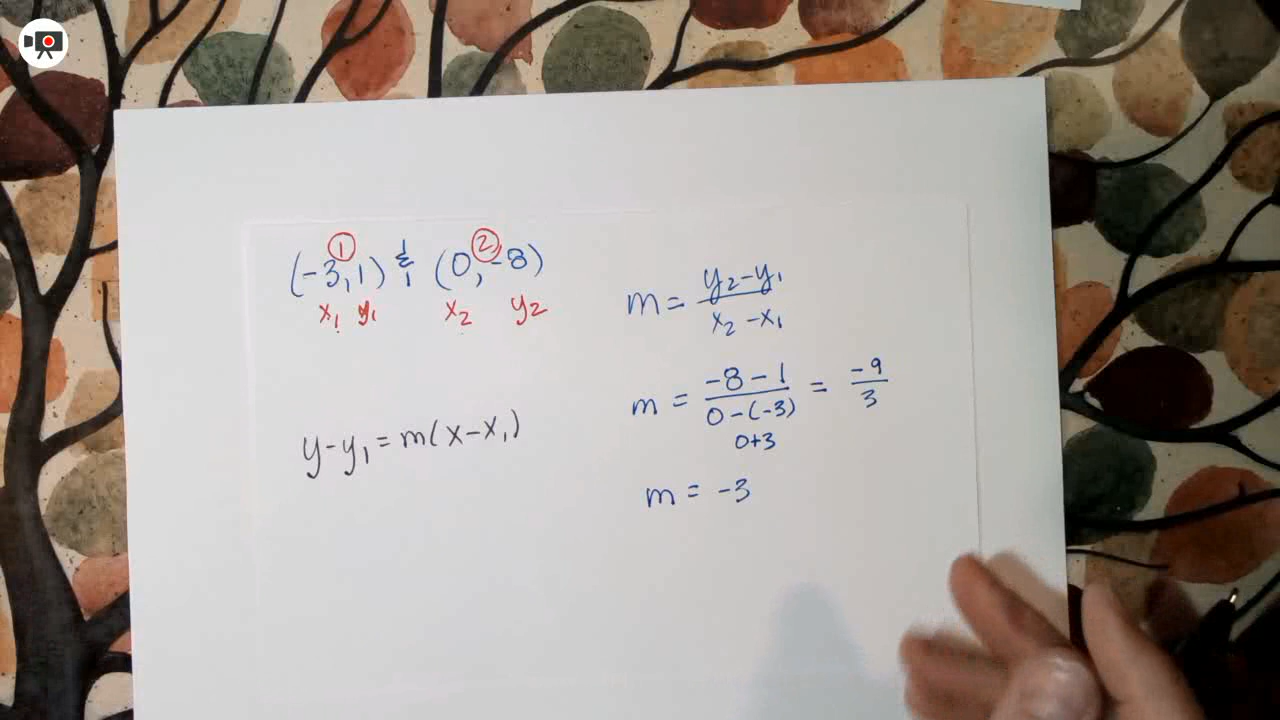 ① ②
(-3,1) & (0,-8)
x₁ y₁ x₂ y₂
y-y₁=m(x-x₁)
m = y₂-y₁ / x₂-x₁
m = -8-1 / 0-(-3) = -9/3
0+3
m = -3